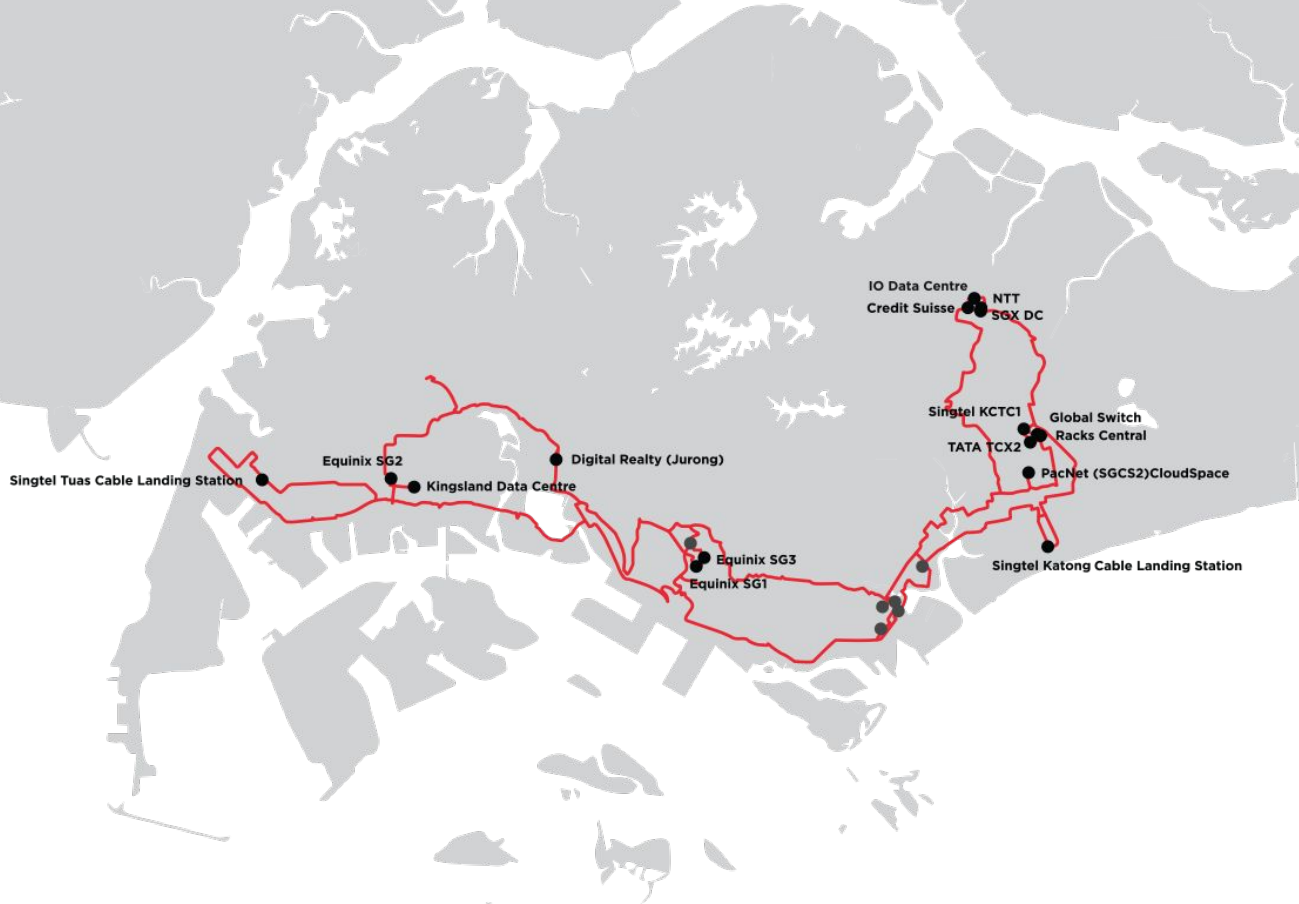 IO Data Centre
NTT
Credit Suisse
SGX DC
Singtel KCTC1
Global Switch
Racks Central
TATA TCX2
Equinix SG2
Digital Realty (Jurong)
PacNet (SGCS2)CloudSpace
Singtel Tuas Cable Landing Station
Kingsland Data Centre
Equinix SG3
Singtel Katong Cable Landing Station
Equinix SG1